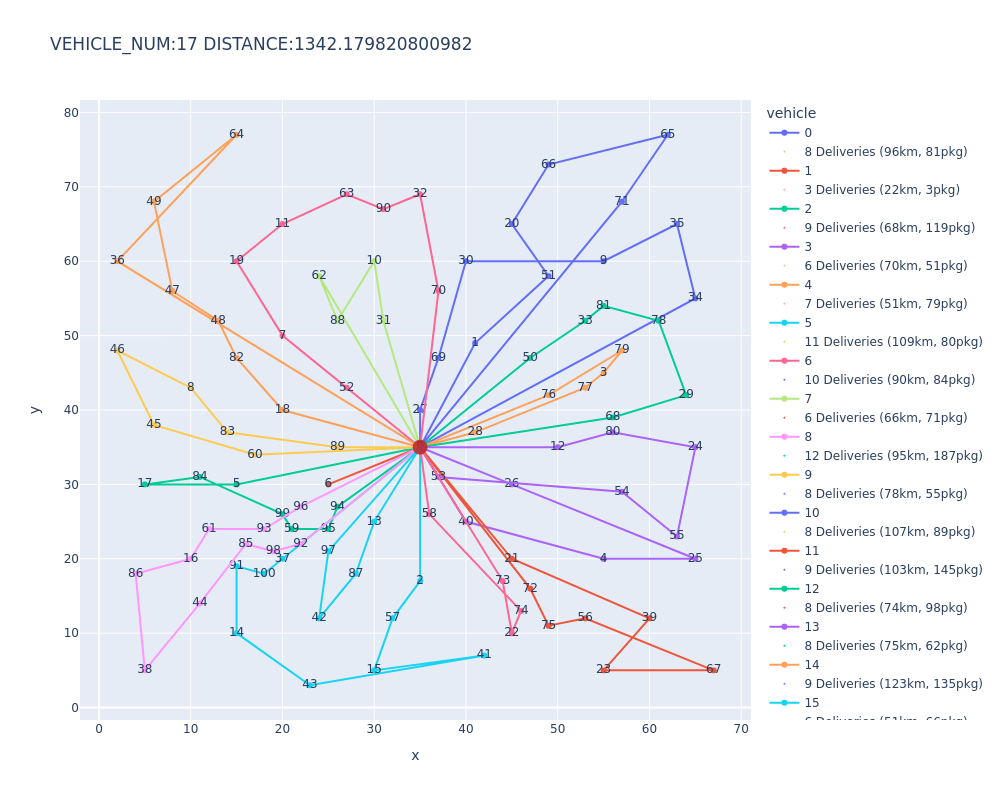 VEHICLE_NUM:17 DISTANCE:1342.179820800982
vehicle
0
8 Deliveries (96km, 81pkg)
1
3 Deliveries (22km, 3pkg)
2
9 Deliveries (68km, 119pkg)
3
6 Deliveries (70km, 51pkg)
4
7 Deliveries (51km, 79pkg)
5
11 Deliveries (109km, 80pkg)
6
10 Deliveries (90km, 84pkg)
7
6 Deliveries (66km, 71pkg)
8
12 Deliveries (95km, 187pkg)
9
8 Deliveries (78km, 55pkg)
10
8 Deliveries (107km, 89pkg)
11
9 Deliveries (103km, 145pkg)
12
8 Deliveries (74km, 98pkg)
13
8 Deliveries (75km, 62pkg)
14
9 Deliveries (123km, 135pkg)
15
6 Deliveries (51km, 66pkg)
80
70
60
50
40
30
20
10
0
y
0 10 20 30 40 50 60 70
x
64 65
66
49 63 32
90 71
11 20 35
36 19 10 30 9
62 51
47 70 34
81
48 88 31 33 78
7
1
46 50 79
82 69
3
8 52 77
76 29
18 27
45 68
83 28 80
60 89 12 24
84 53
17 5 6 26
54
96 94
99 58
61 93 59 95 13 40
55
85 92
98 97
16 37 21 4 25
91
86 100 87 2 73
72
44
74
42 57 56 39
14 22 75
41
38 15 23 67
43